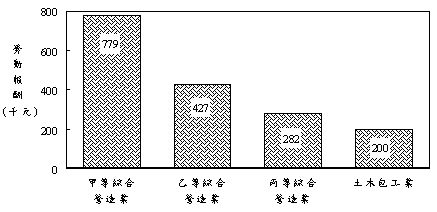 勞動報酬
(千元)
800
600
400
200
0
779
427
282
200
甲等綜合
營造業
乙等綜合
營造業
丙等綜合
營造業
土木包工業